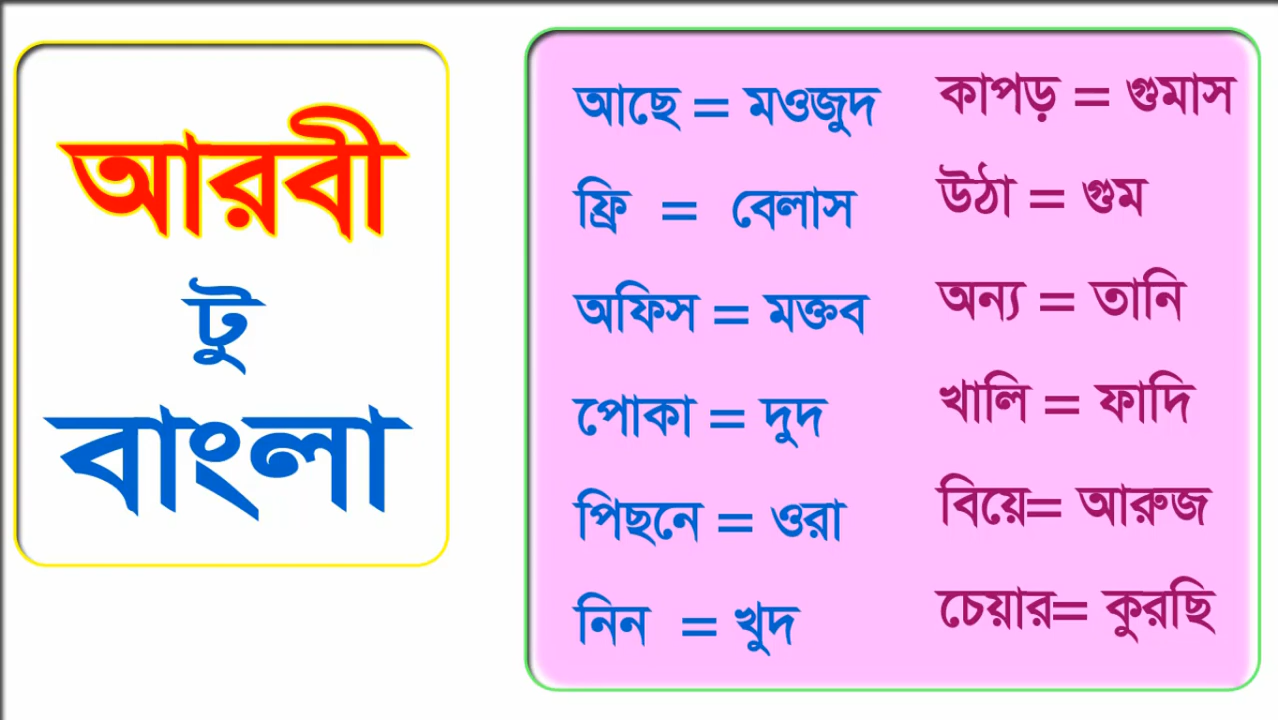 আরবী
টু
বাংলা
আছে = মওজুদ
ফ্রি = বেলাস
অফিস = মক্তব
পোকা = দুদ
পিছনে = ওরা
নিন = খুদ
কাপড় = গুমাস
উঠা = গুম
অন্য = তানি
খালি = ফাদি
বিয়ে= আরুজ
চেয়ার= কুরছি